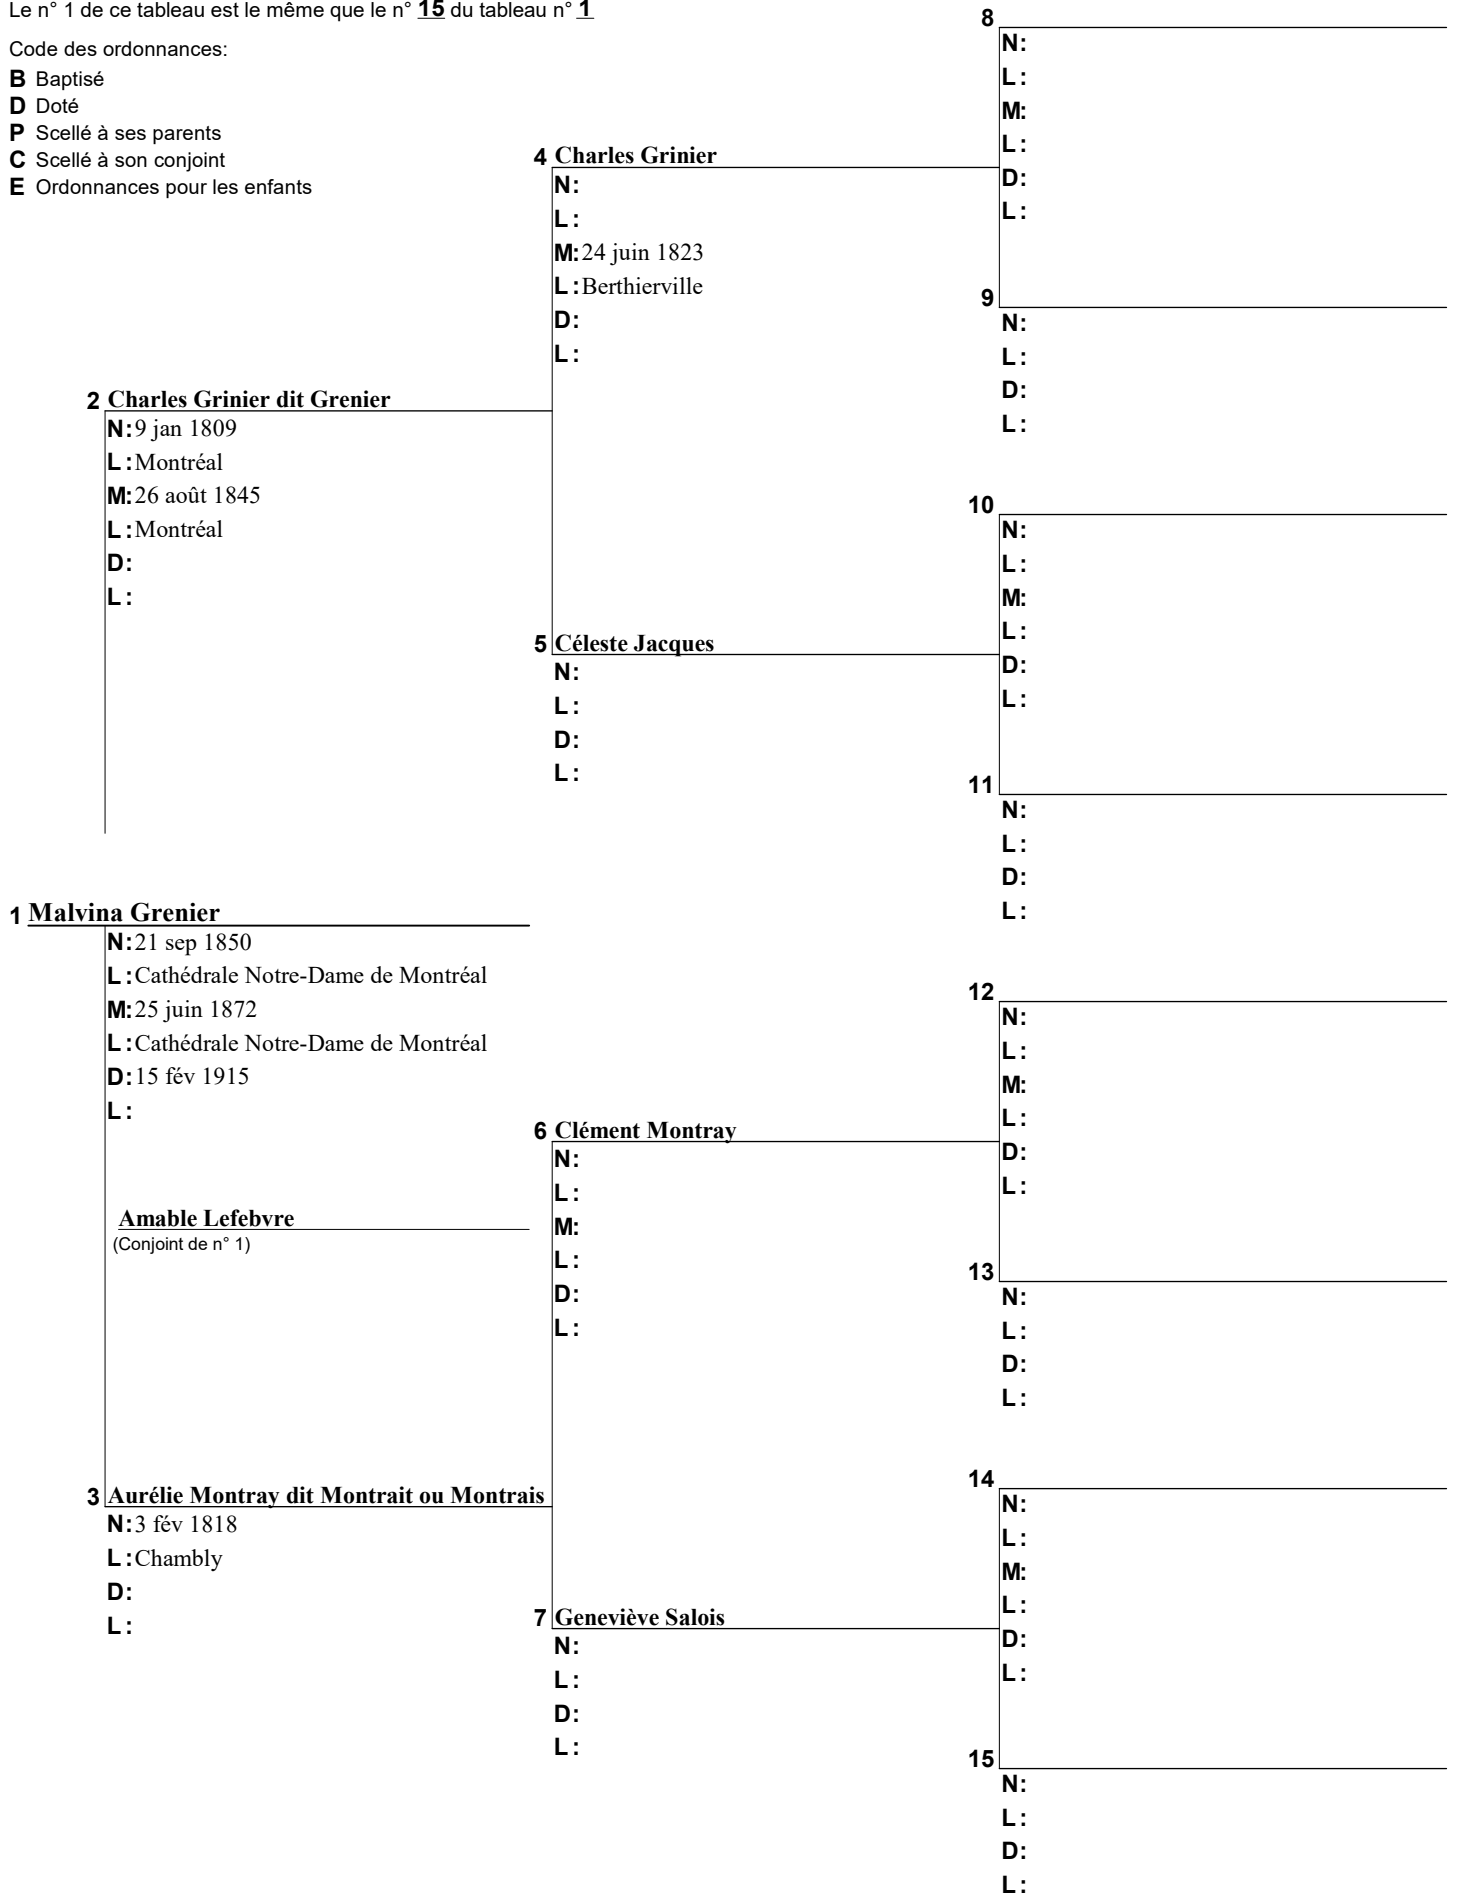 Le n° 1 de ce tableau est le même que le n° 15 du tableau n° 1
Code des ordonnances:
B Baptisé
D Doté
P Scellé à ses parents
C Scellé à son conjoint
E Ordonnances pour les enfants
8
N:
L:
M:
L:
D:
L:
4 Charles Grinier
N:
L:
M: 24 juin 1823
L: Berthierville
D:
L:
9
N:
L:
D:
L:
2 Charles Grinier dit Grenier
N: 9 jan 1809
L: Montréal
M: 26 août 1845
L: Montréal
D:
L:
10
N:
L:
M:
L:
D:
L:
5 Céleste Jacques
N:
L:
D:
L:
11
N:
L:
D:
L:
1 Malvina Grenier
N: 21 sep 1850
L: Cathédrale Notre-Dame de Montréal
M: 25 juin 1872
L: Cathédrale Notre-Dame de Montréal
D: 15 fév 1915
L:
12
N:
L:
M:
L:
D:
L:
6 Clément Montray
N:
L:
M:
L:
D:
L:
Amable Lefebvre
(Conjoint de n° 1)
13
N:
L:
D:
L:
3 Aurélie Montray dit Montrait ou Montrais
N: 3 fév 1818
L: Chambly
D:
L:
14
N:
L:
M:
L:
D:
L:
7 Geneviève Salois
N:
L:
D:
L:
15
N:
L:
D:
L: